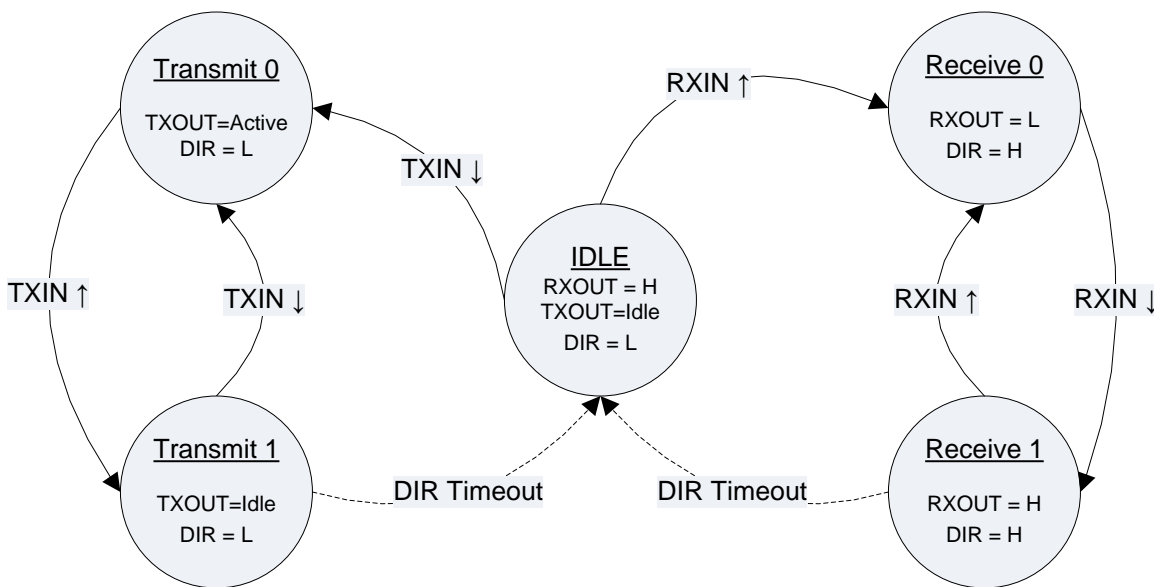 Transmit 0
TXOUT=Active
DIR = L
Receive 0
RXOUT = L
DIR = H
RXIN ↑
TXIN ↓
IDLE
RXOUT = H
TXOUT=Idle
DIR = L
TXIN ↑
TXIN ↓
RXIN ↑
RXIN ↓
Transmit 1
TXOUT=Idle
DIR = L
DIR Timeout
DIR Timeout
Receive 1
RXOUT = H
DIR = H